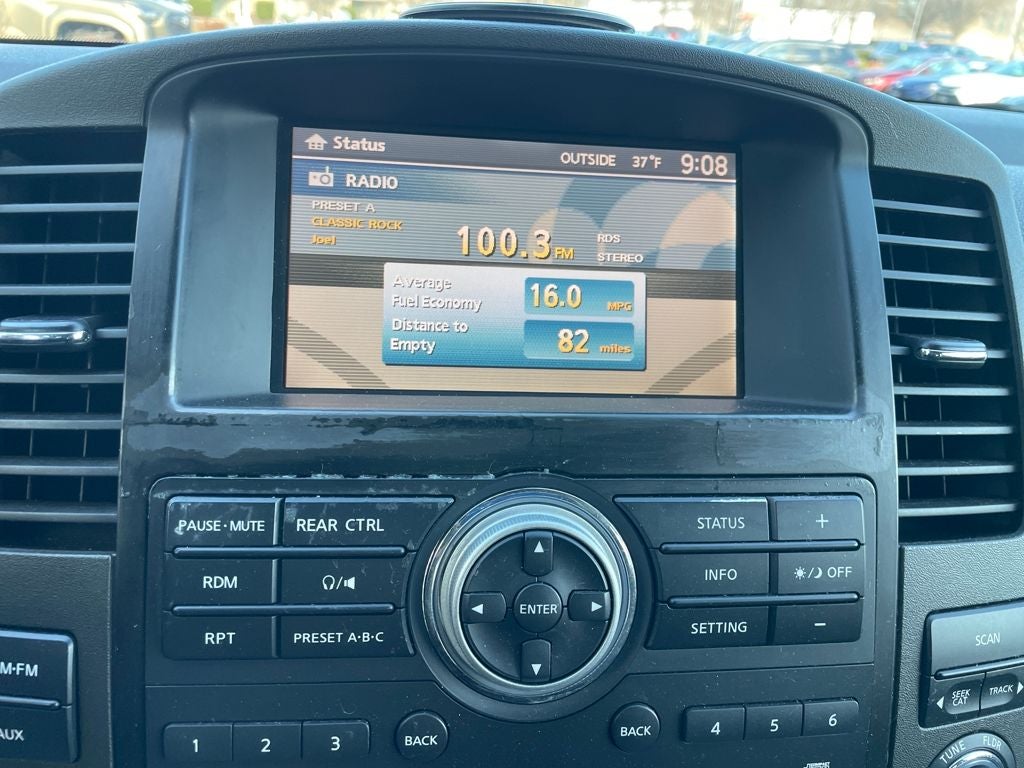 Status
OUTSIDE 37°F 9:08
RADIO
PRESET A
CLASSIC ROCK
Joel
100.3 FM
RDS
STEREO
Average
Fuel Economy
16.0 MPG
Distance to
Empty
82 miles
PAUSE·MUTE
REAR CTRL
RDM
RPT
PRESET A·B·C
ENTER
STATUS
+
INFO
OFF
SETTING
−
M·FM
AUX
SCAN
SEEK
CAT
TRACK
TUNE FLDR
1
2
3
BACK
BACK
4
5
6